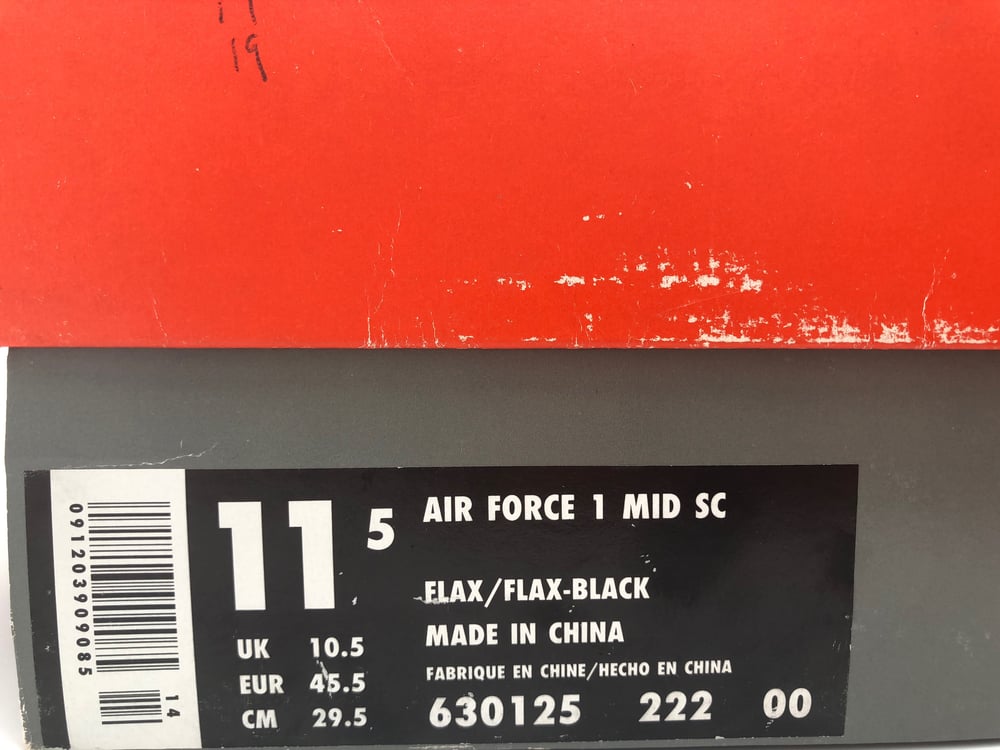 19
091203909085
14
11 5
AIR FORCE 1 MID SC
FLAX/FLAX-BLACK
MADE IN CHINA
FABRIQUE EN CHINE/HECHO EN CHINA
UK 10.5
EUR 45.5
CM 29.5
630125 222 00